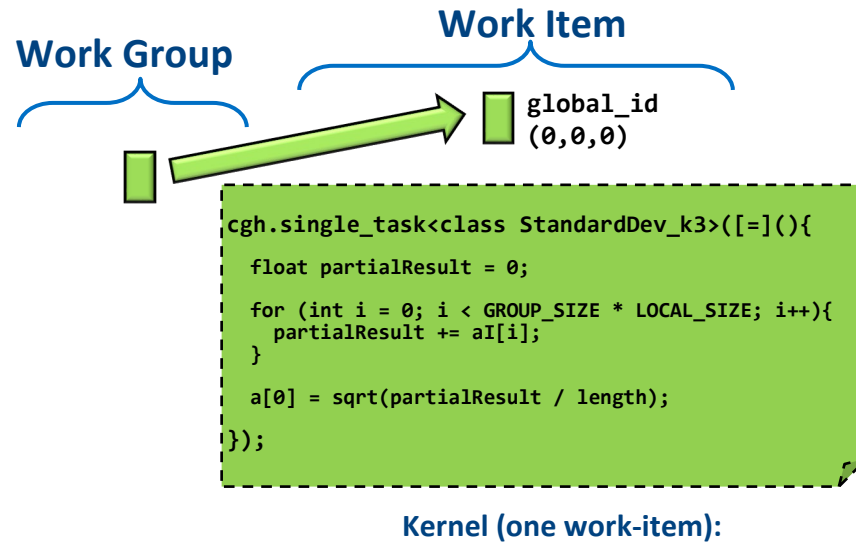 Work Group
Work Item
global_id
(0,0,0)
cgh.single_task<class StandardDev_k3>([=](){
float partialResult = 0;
for (int i = 0; i < GROUP_SIZE * LOCAL_SIZE; i++){
partialResult += aI[i];
}
a[0] = sqrt(partialResult / length);
});
Kernel (one work-item):